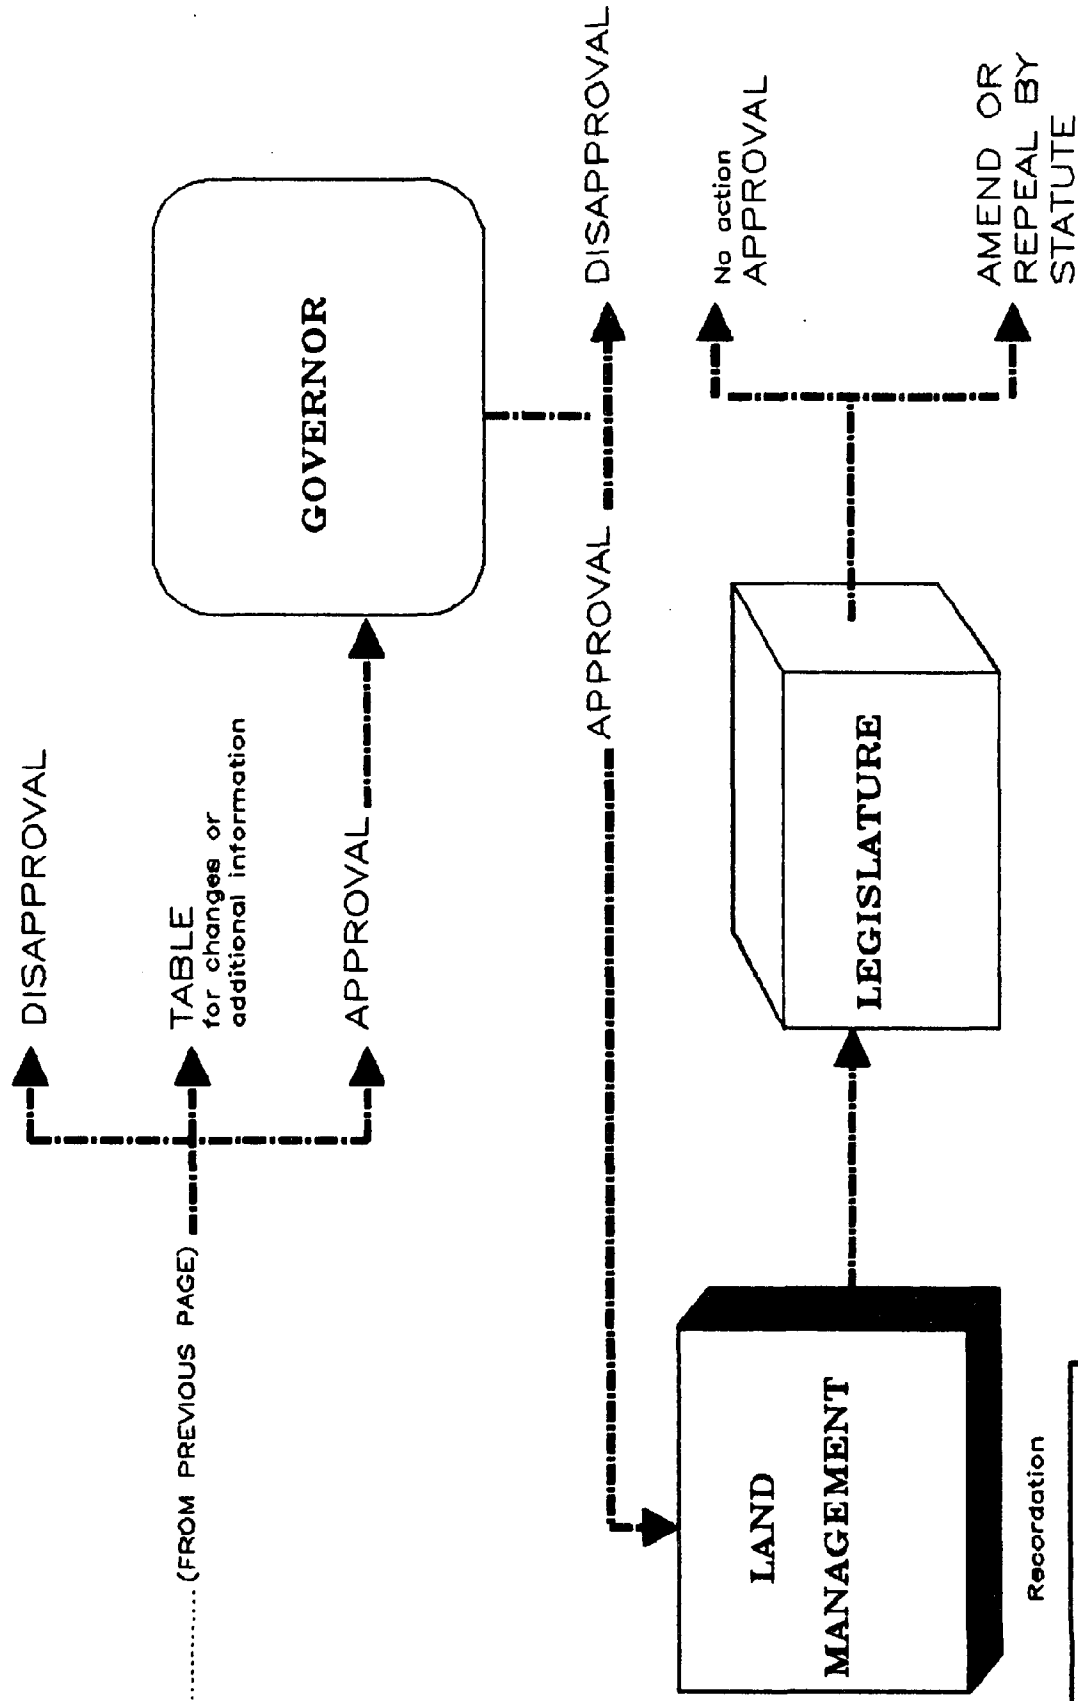 DISAPPROVAL
............(FROM PREVIOUS PAGE)
TABLE
for changes or
additional information
APPROVAL
GOVERNOR
APPROVAL
DISAPPROVAL
LAND
MANAGEMENT
Recordation
LEGISLATURE
No action
APPROVAL
AMEND OR
REPEAL BY
STATUTE